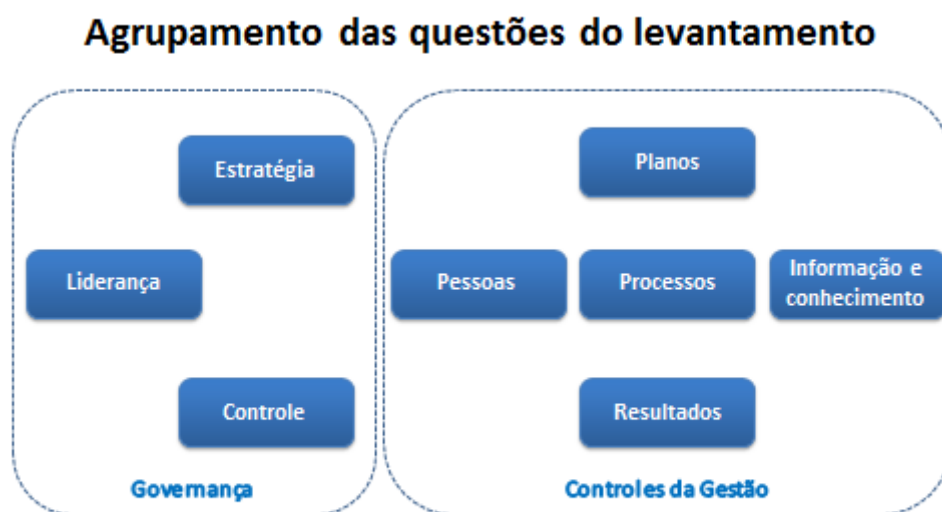 Agrupamento das questões do levantamento
Estratégia
Liderança
Controle
Governança
Planos
Pessoas
Processos
Informação e
conhecimento
Resultados
Controles da Gestão